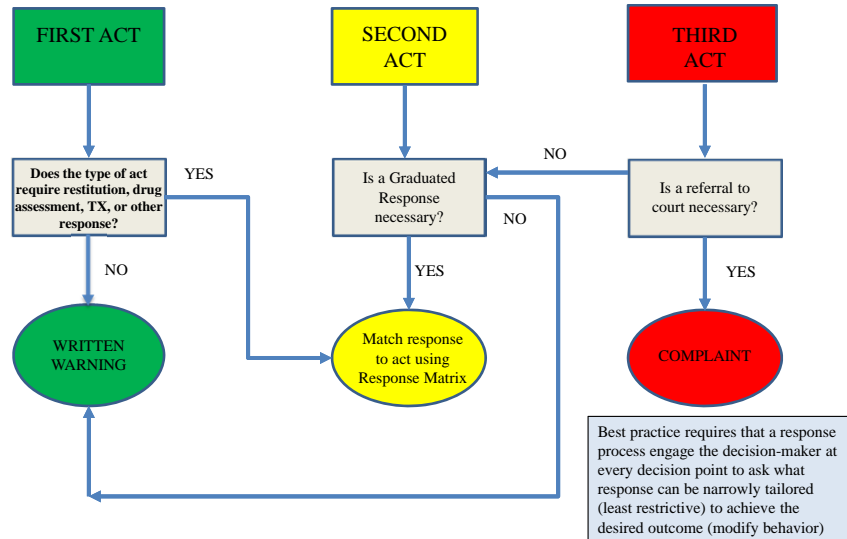 FIRST ACT
SECOND
ACT
THIRD
ACT
Does the type of act
require restitution, drug
assessment, TX, or other
response?
YES
Is a Graduated
Response
necessary?
NO
NO
Is a referral to
court necessary?
NO
YES
YES
WRITTEN
WARNING
Match response
to act using
Response Matrix
COMPLAINT
Best practice requires that a response
process engage the decision-maker at
every decision point to ask what
response can be narrowly tailored
(least restrictive) to achieve the
desired outcome (modify behavior)